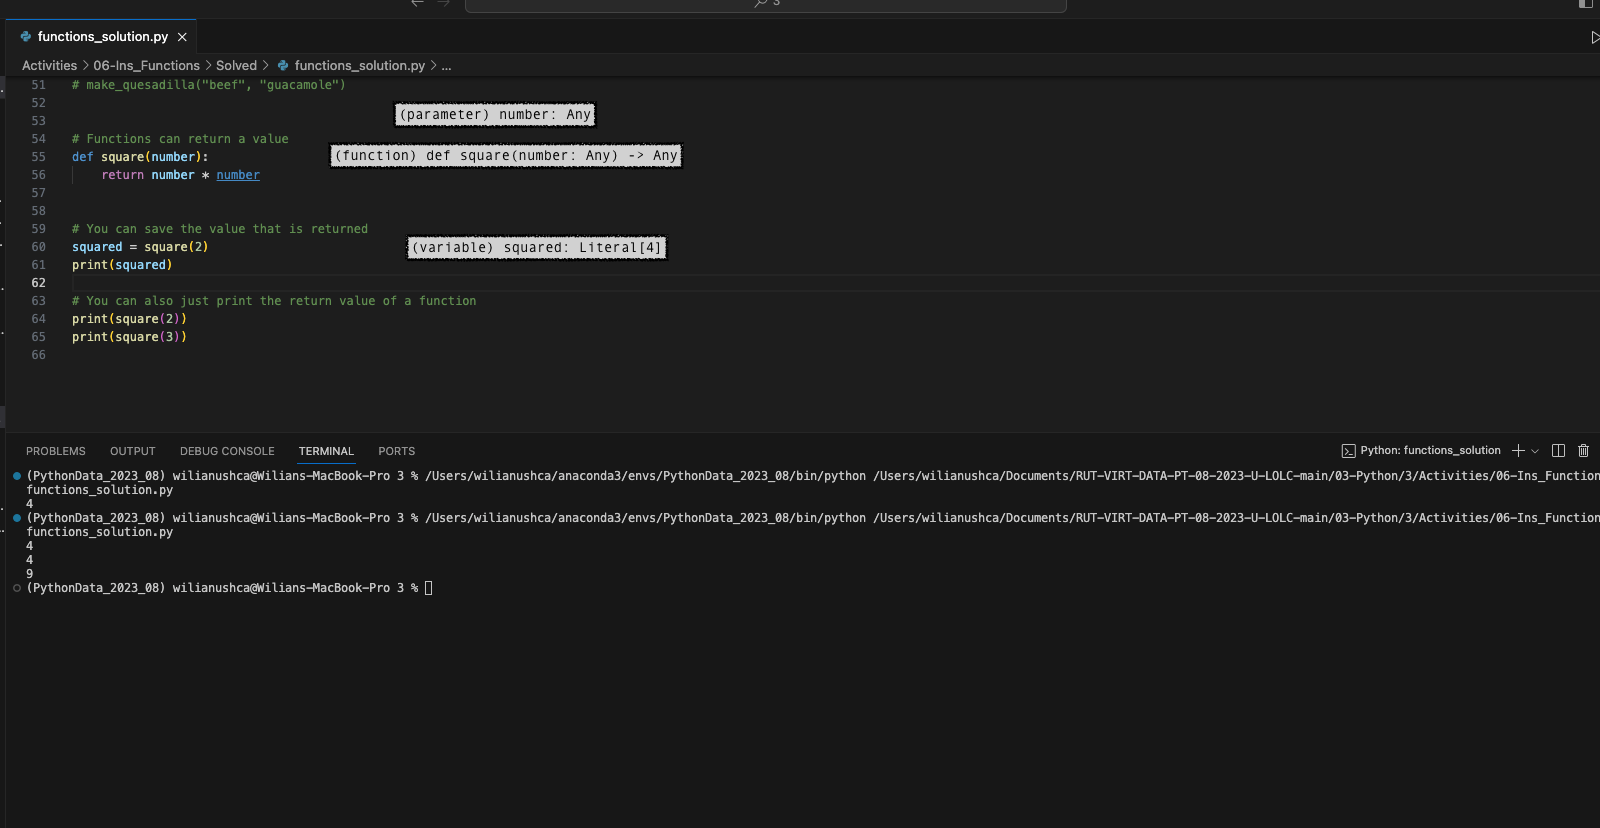 3
functions_solution.py
Activities > 06-Ins_Functions > Solved > functions_solution.py > ...
51 # make_quesadilla("beef", "guacamole")
52
(parameter) number: Any
53
54 # Functions can return a value
55 def square(number):
(function) def square(number: Any) -> Any
56 return number * number
57
58
59 # You can save the value that is returned
60 squared = square(2)
(variable) squared: Literal[4]
61 print(squared)
62
63 # You can also just print the return value of a function
64 print(square(2))
65 print(square(3))
66
PROBLEMS OUTPUT DEBUG CONSOLE TERMINAL PORTS Python: functions_solution
(PythonData_2023_08) wilianushca@Wilians-MacBook-Pro 3 % /Users/wilianushca/anaconda3/envs/PythonData_2023_08/bin/python /Users/wilianushca/Documents/RUT-VIRT-DATA-PT-08-2023-U-LOLC-main/03-Python/3/Activities/06-Ins_Function
functions_solution.py
4
(PythonData_2023_08) wilianushca@Wilians-MacBook-Pro 3 % /Users/wilianushca/anaconda3/envs/PythonData_2023_08/bin/python /Users/wilianushca/Documents/RUT-VIRT-DATA-PT-08-2023-U-LOLC-main/03-Python/3/Activities/06-Ins_Function
functions_solution.py
4
4
9
(PythonData_2023_08) wilianushca@Wilians-MacBook-Pro 3 %